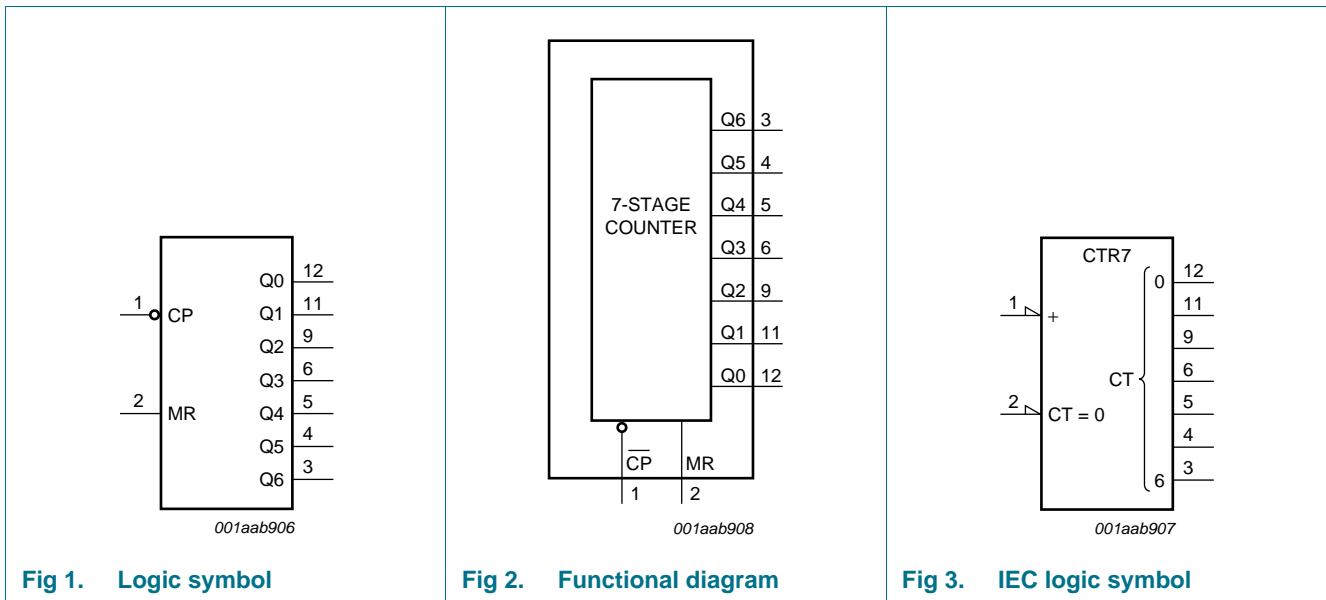 Q0 12
1 CP
Q1 11
Q2 9
Q3 6
2 MR
Q4 5
Q5 4
Q6 3
001aab906
Fig 1. Logic symbol
7-STAGE
COUNTER
Q6 3
Q5 4
Q4 5
Q3 6
Q2 9
Q1 11
Q0 12
C̅P̅ MR
1 2
001aab908
Fig 2. Functional diagram
CTR7
0 12
1 +
11
9
CT
6
2 CT = 0
5
4
6 3
001aab907
Fig 3. IEC logic symbol